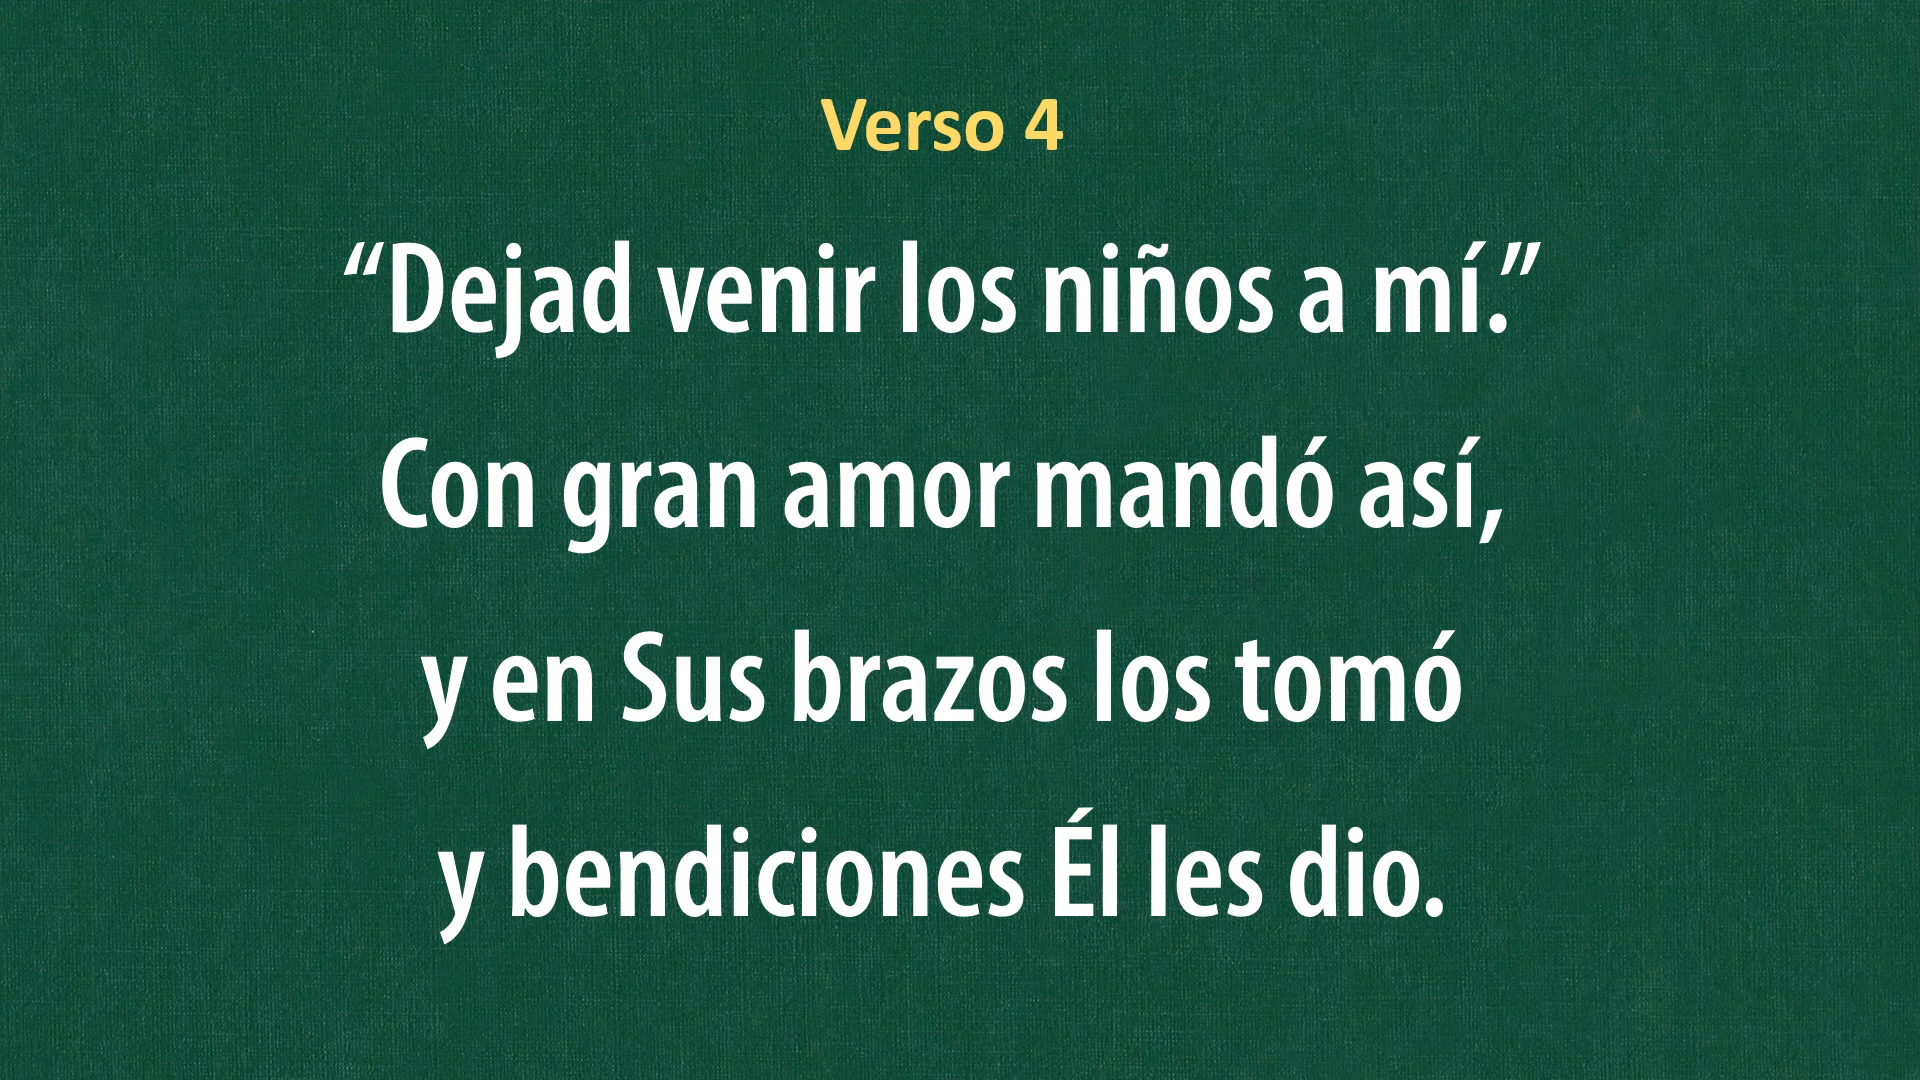 Verso 4
“Dejad venir los niños a mí.”
Con gran amor mandó así,
y en Sus brazos los tomó
y bendiciones Él les dio.